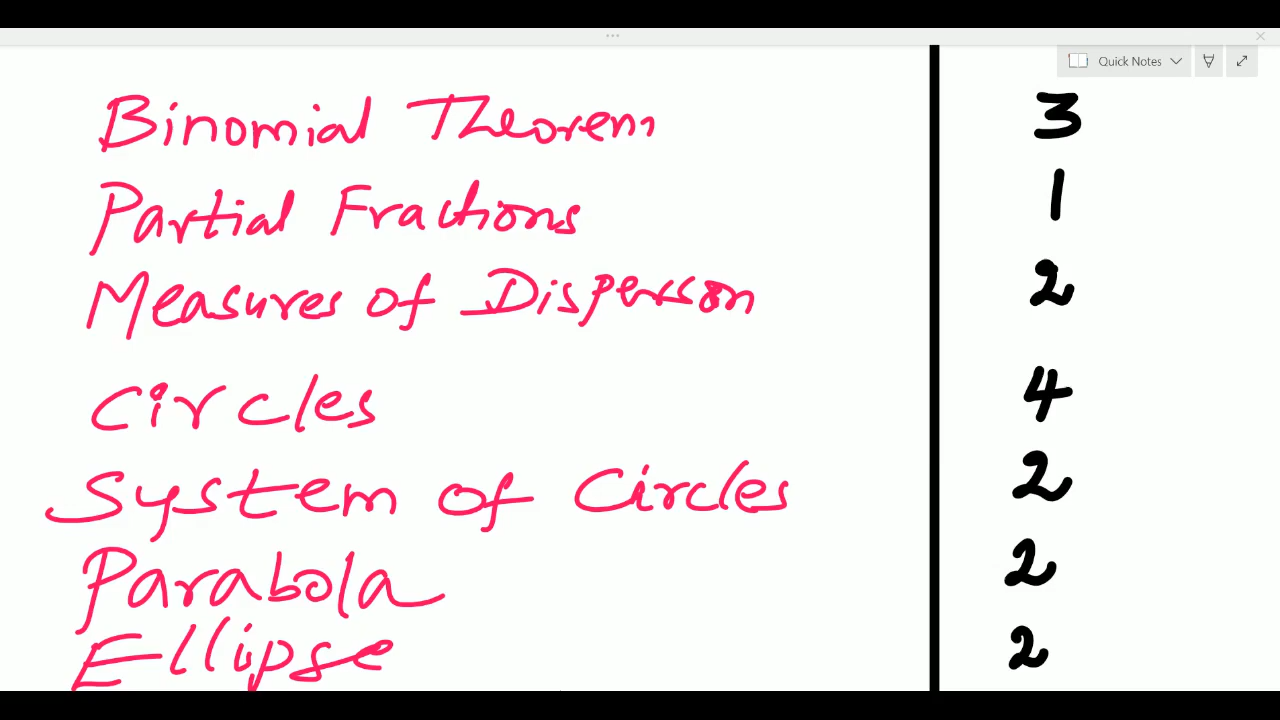 Quick Notes
Binomial Theorem 3
Partial Fractions 1
Measures of Disperson 2
Circles 4
System of Circles 2
Parabola 2
Ellipse 2